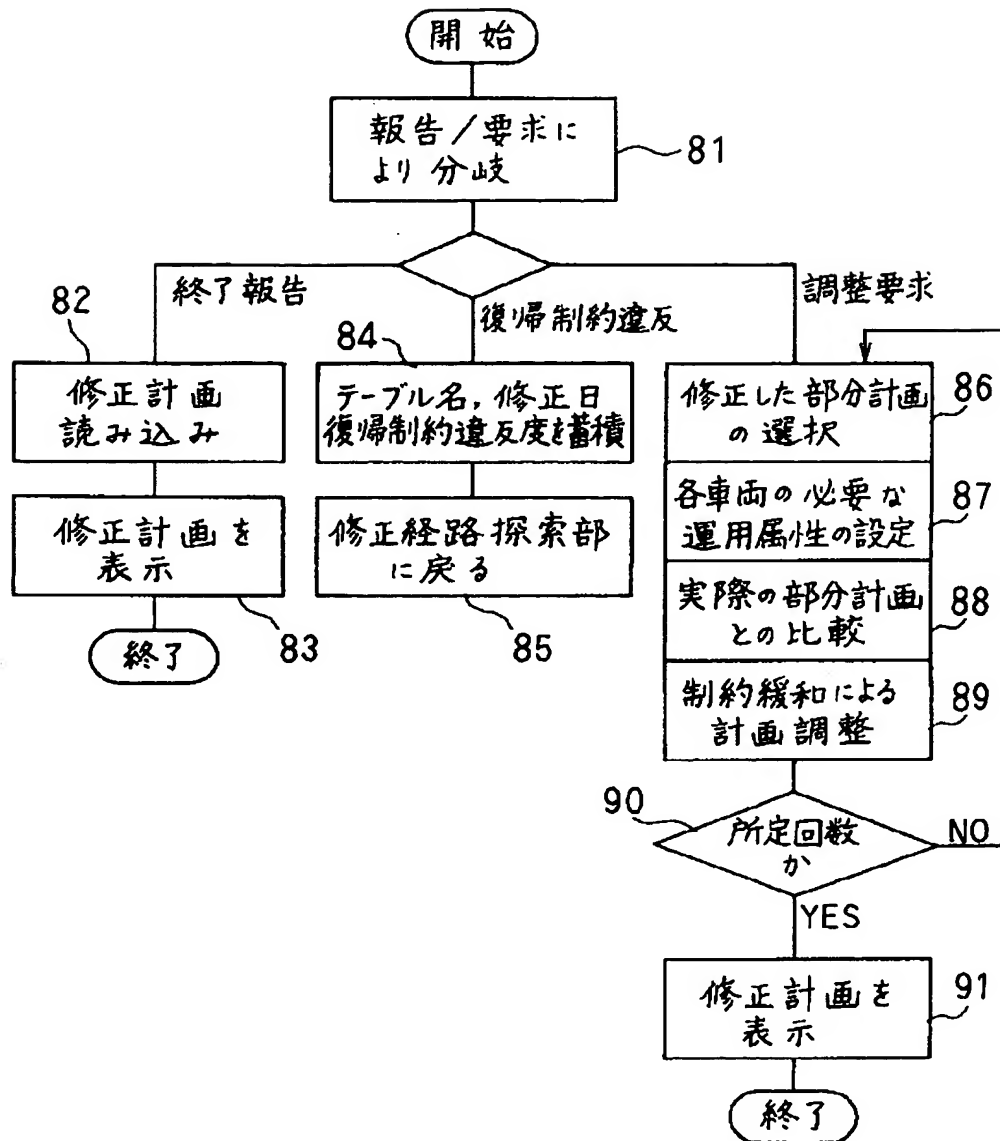 開始
報告/要求に
より分岐
81
終了報告
復帰制約違反
調整要求
82
修正計画
読み込み
修正計画を
表示
83
終了
84
テーブル名,修正日
復帰制約違反度を蓄積
修正経路探索部
に戻る
85
修正した部分計画
の選択
86
各車両の必要な
運用属性の設定
87
実際の部分計画
との比較
88
制約緩和による
計画調整
89
90
所定回数
か
NO
YES
修正計画を
表示
91
終了